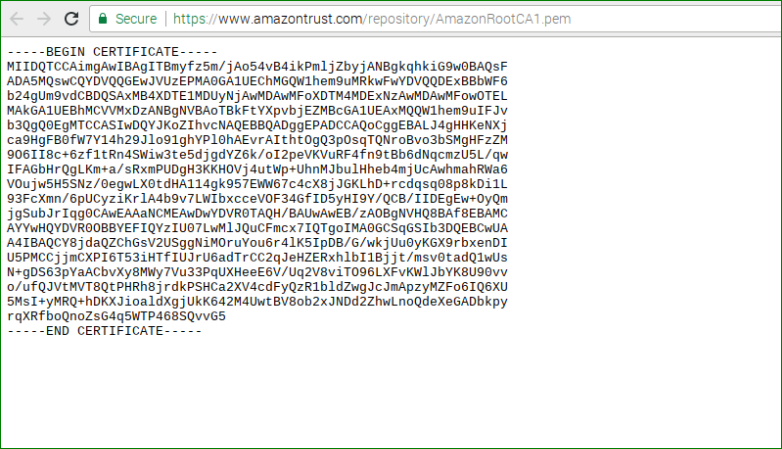 Secure | https://www.amazontrust.com/repository/AmazonRootCA1.pem
-----BEGIN CERTIFICATE-----
MIIDQTCCAimgAwIBAgITBmyfz5m/jAo54vB4ikPmljZbyjANBgkqhkiG9w0BAQsF
ADA5MQswCQYDVQQGEwJVUzEPMA0GA1UEChMGQW1hem9uMRkwFwYDVQQDExBBbWF6
b24gUm9vdCBDQSAxMB4XDTE1MDUyNjAwMDAwMFoXDTM4MDExNzAwMDAwMFowOTEL
MAkGA1UEBhMCVVMxDzANBgNVBAoTBkFtYXpvbjEZMBcGA1UEAxMQQW1hem9uIFJv
b3QgQ0EgMTCCASIwDQYJKoZIhvcNAQEBBQADggEPADCCAQoCggEBALJ4gHHKeNXj
ca9HgFB0fW7Y14h29Jlo91ghYPl0hAEvrAIthtOgQ3pOsqTQNroBvo3bSMgHFzZM
9O6II8c+6zf1tRn4SWiw3te5djgdYZ6k/oI2peVKVuRF4fn9tBb6dNqcmzU5L/qw
IFAGbHrQgLKm+a/sRxmPUDgH3KKHOVj4utWp+UhnMJbulHheb4mjUcAwhmahRWa6
VOujw5H5SNz/0egwLX0tdHA114gk957EWW67c4cX8jJGKLhD+rcdqsq08p8kDi1L
93FcXmn/6pUCyziKrlA4b9v7LWIbxcceVOF34GfID5yHI9Y/QCB/IIDEgEw+OyQm
jgSubJrIqg0CAwEAAaNCMEAwDwYDVR0TAQH/BAUwAwEB/zAOBgNVHQ8BAf8EBAMC
AYYwHQYDVR0OBBYEFIQYzIU07LwMlJQuCFmcx7IQTgoIMA0GCSqGSIb3DQEBCwUA
A4IBAQCY8jdaQZChGsV2USggNiMOruYou6r4lK5IpDB/G/wkjUu0yKGX9rbxenDI
U5PMCCjjmCXPI6T53iHTfIUJrU6adTrCC2qJeHZERxhlbI1Bjjt/msv0tadQ1wUs
N+gDS63pYaACbvXy8MWy7Vu33PqUXHeeE6V/Uq2V8viTO96LXFvKWlJbYK8U90vv
o/ufQJVtMVT8QtPHRh8jrdkPSHCa2XV4cdFyQzR1bldZwgJcJmApzyMZFo6IQ6XU
5MsI+yMRQ+hDKXJioaldXgjUkK642M4UwtBV8ob2xJNDd2ZhwLnoQdeXeGADbkpy
rqXRfboQnoZsG4q5WTP468SQvvG5
-----END CERTIFICATE-----